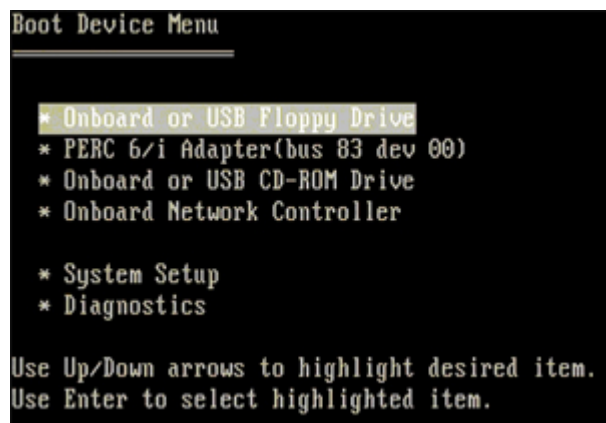 Boot Device Menu
* Onboard or USB Floppy Drive
* PERC 6/i Adapter(bus 83 dev 00)
* Onboard or USB CD-ROM Drive
* Onboard Network Controller
* System Setup
* Diagnostics
Use Up/Down arrows to highlight desired item.
Use Enter to select highlighted item.